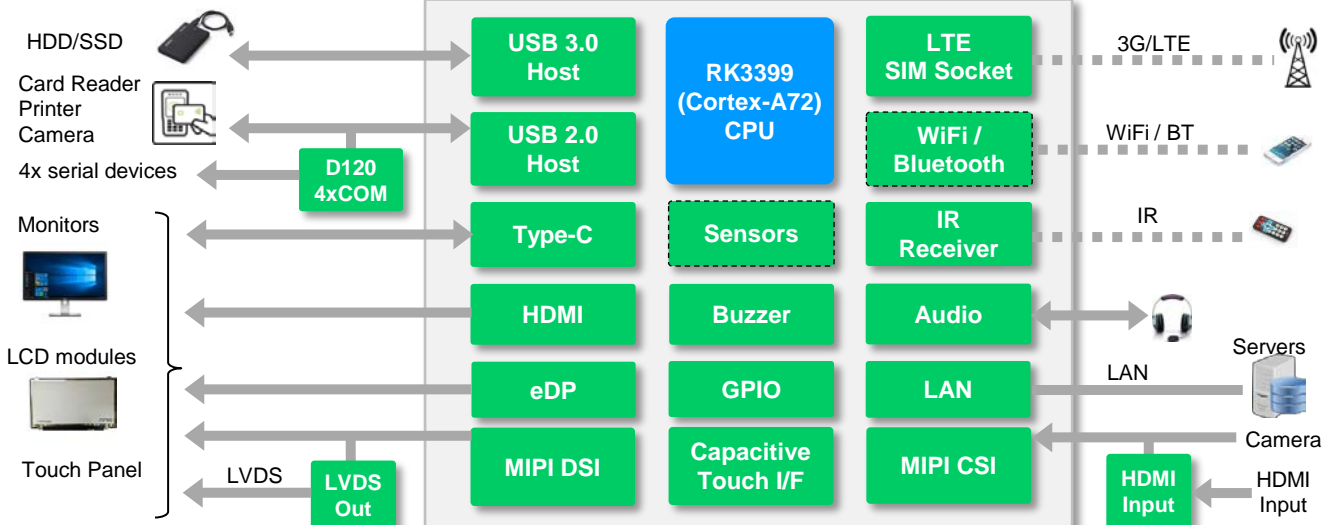 HDD/SSD
Card Reader
Printer
Camera
4x serial devices
D120
4xCOM
Monitors
LCD modules
Touch Panel
LVDS
LVDS
Out
USB 3.0
Host
USB 2.0
Host
Type-C
HDMI
eDP
MIPI DSI
RK3399
(Cortex-A72)
CPU
Sensors
Buzzer
GPIO
Capacitive
Touch I/F
LTE
SIM Socket
WiFi /
Bluetooth
IR
Receiver
Audio
LAN
MIPI CSI
3G/LTE
WiFi / BT
IR
Servers
LAN
Camera
HDMI
Input
HDMI
Input